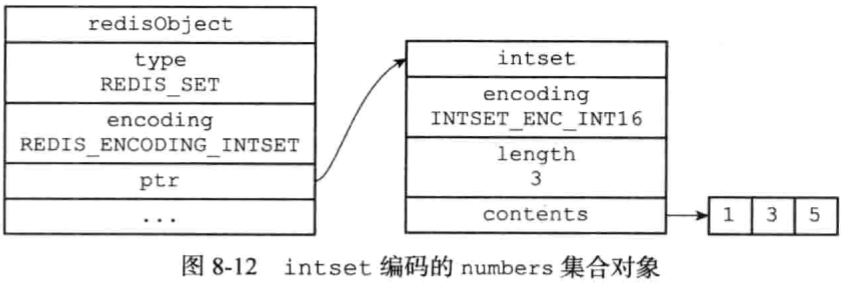 redisObject
type
REDIS_SET
encoding
REDIS_ENCODING_INTSET
ptr
...
intset
encoding
INTSET_ENC_INT16
length
3
contents
1 3 5
图 8-12 intset 编码的 numbers 集合对象